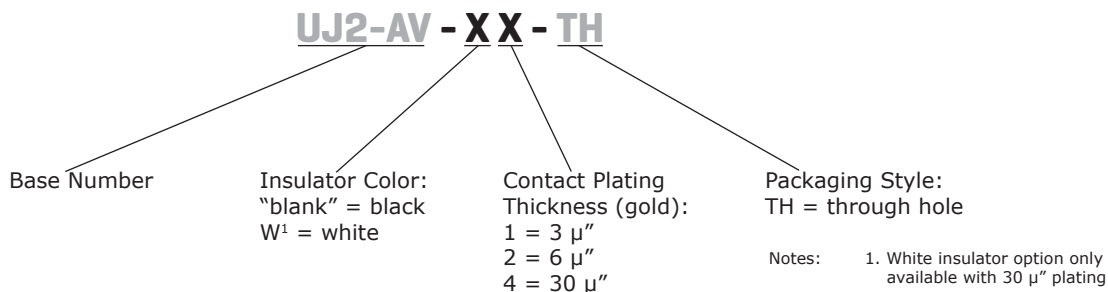 UJ2-AV - X X - TH
Base Number
Insulator Color:
"blank" = black
W¹ = white
Contact Plating
Thickness (gold):
1 = 3 µ"
2 = 6 µ"
4 = 30 µ"
Packaging Style:
TH = through hole
Notes: 1. White insulator option only
available with 30 µ" plating